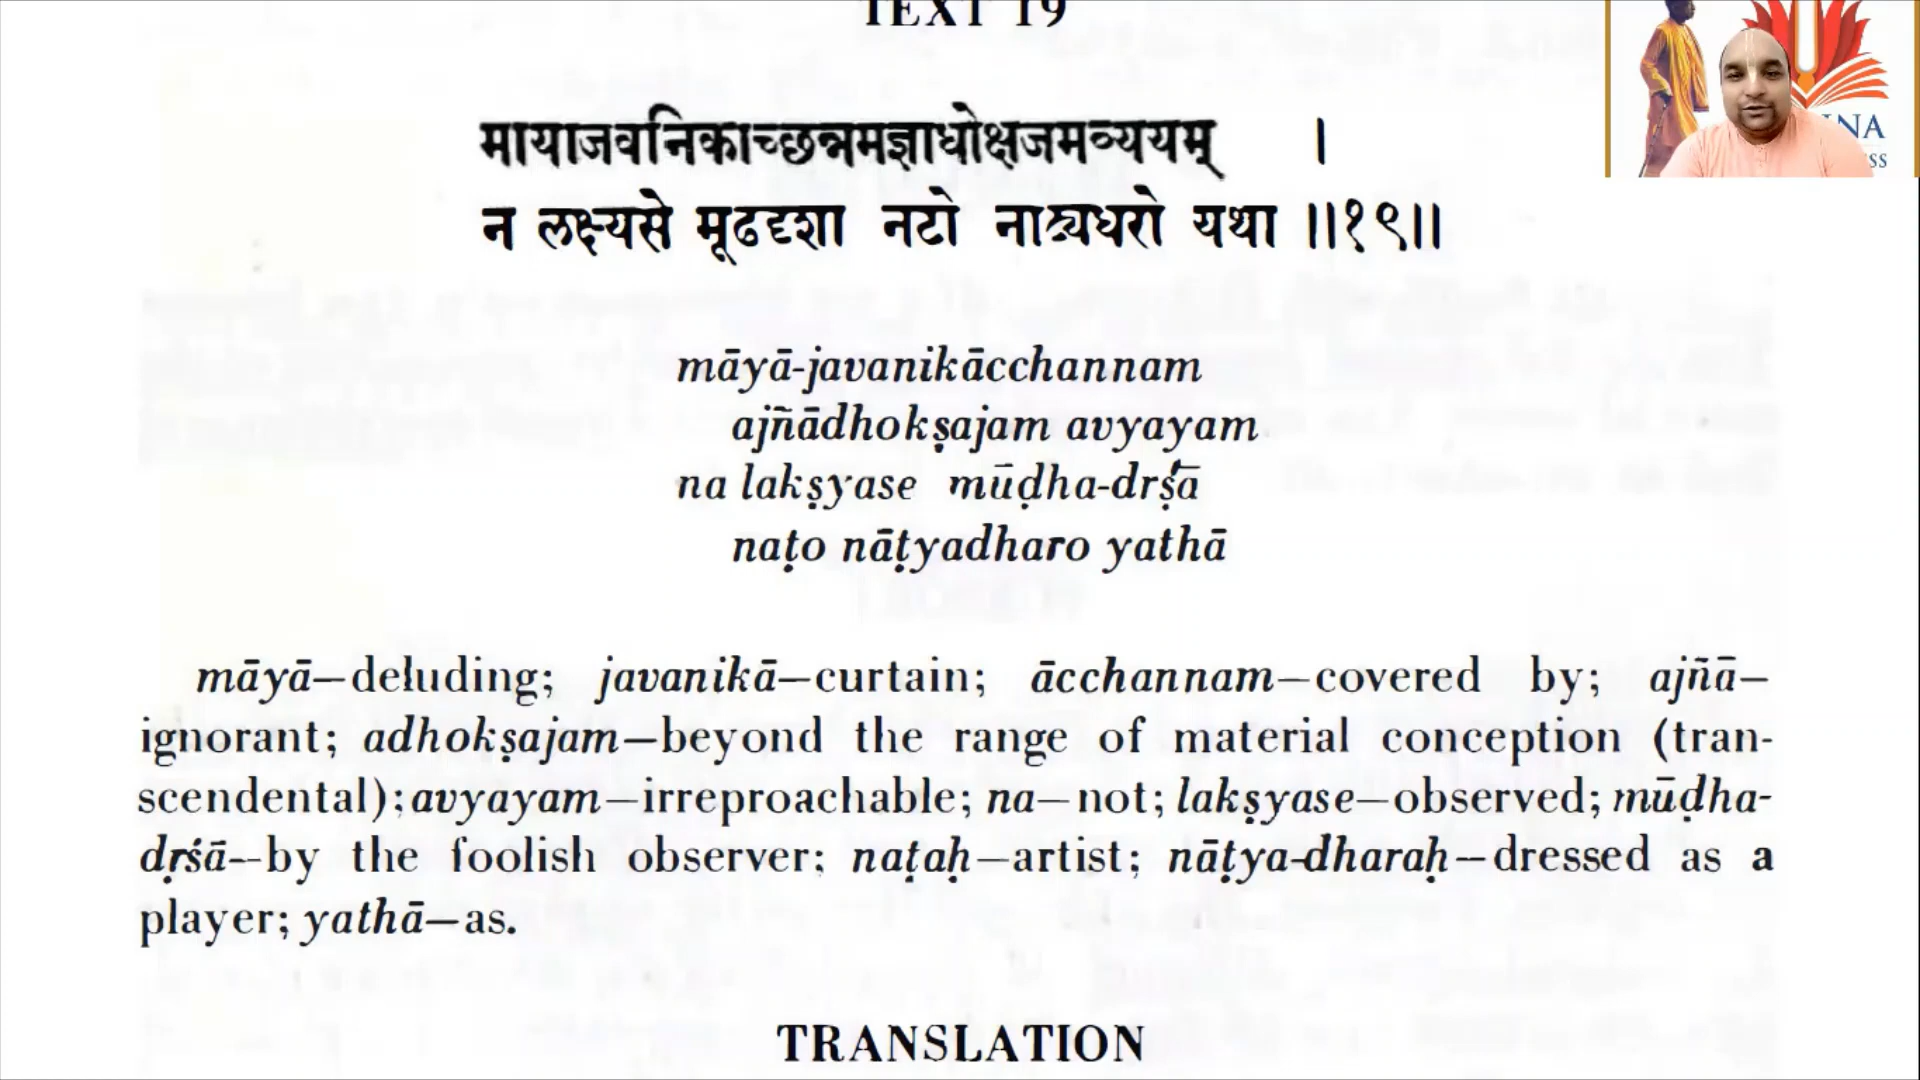 TEXT 19
मायाजवनिकाच्छन्नमज्ञाधोक्षजमव्ययम् ।
न लक्ष्यसे मूढदृशा नटो नाट्यधरो यथा ॥१९॥
māyā-javanikācchannam
ajñādhokṣajam avyayam
na lakṣyase mūḍha-dṛśā
naṭo nāṭyadharo yathā
māyā—deluding; javanikā—curtain; ācchannam—covered by; ajñā—
ignorant; adhokṣajam—beyond the range of material conception (tran-
scendental); avyayam—irreproachable; na—not; lakṣyase—observed; mūḍha-
dṛśā--by the foolish observer; naṭaḥ—artist; nāṭya-dharaḥ—dressed as a
player; yathā—as.
TRANSLATION